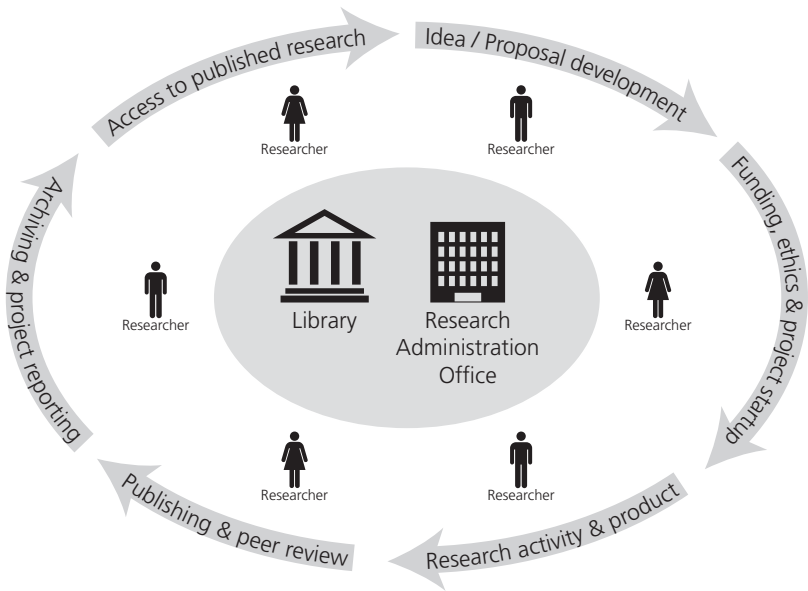 Access to published research
Idea / Proposal development
Researcher
Researcher
Funding, ethics & project startup
Archiving & project reporting
Researcher
Library
Research
Administration
Office
Researcher
Researcher
Researcher
Publishing & peer review
Research activity & product